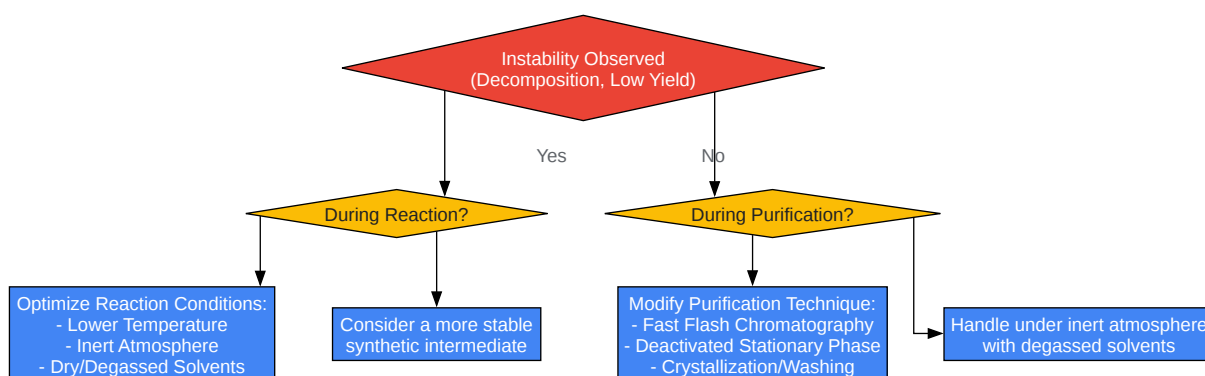 Instability Observed
(Decomposition, Low Yield)
Yes
No
During Reaction?
During Purification?
Optimize Reaction Conditions:
- Lower Temperature
- Inert Atmosphere
- Dry/Degassed Solvents
Consider a more stable
synthetic intermediate
Modify Purification Technique:
- Fast Flash Chromatography
- Deactivated Stationary Phase
- Crystallization/Washing
Handle under inert atmosphere
with degassed solvents